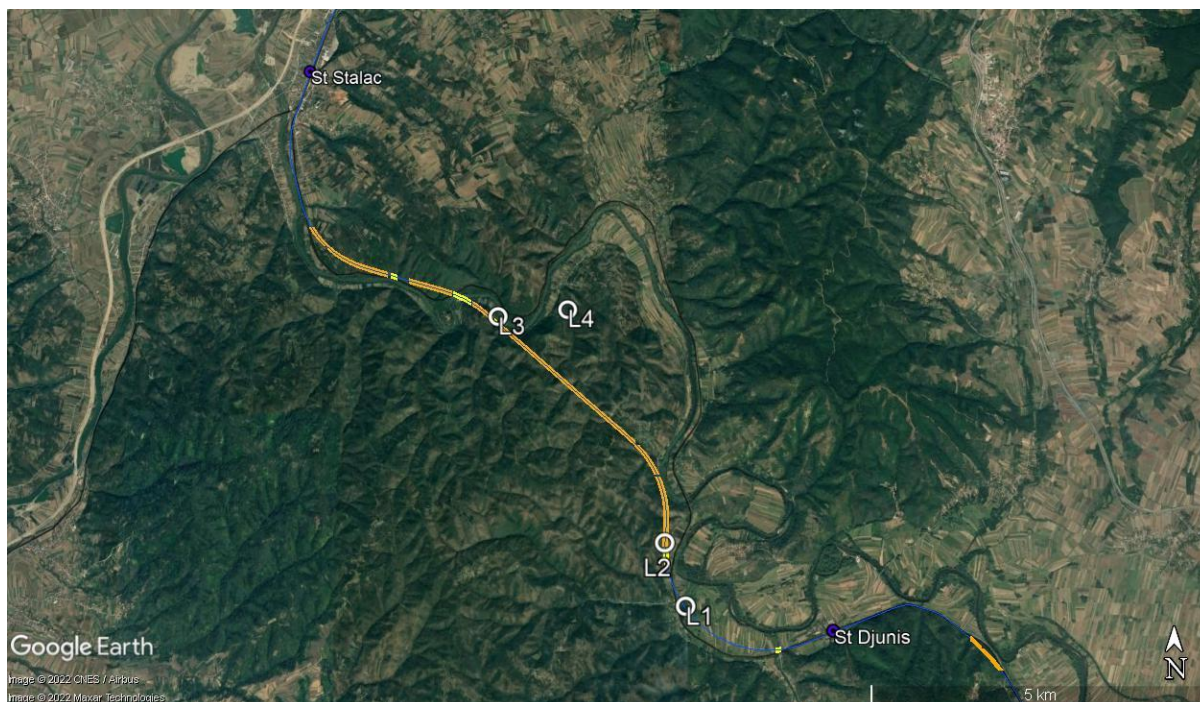 St Stalac
L3
L4
L2
L1
St Djunis
Google Earth
Image © 2022 CNES / Airbus
Image © 2022 Maxar Technologies
5 km
N